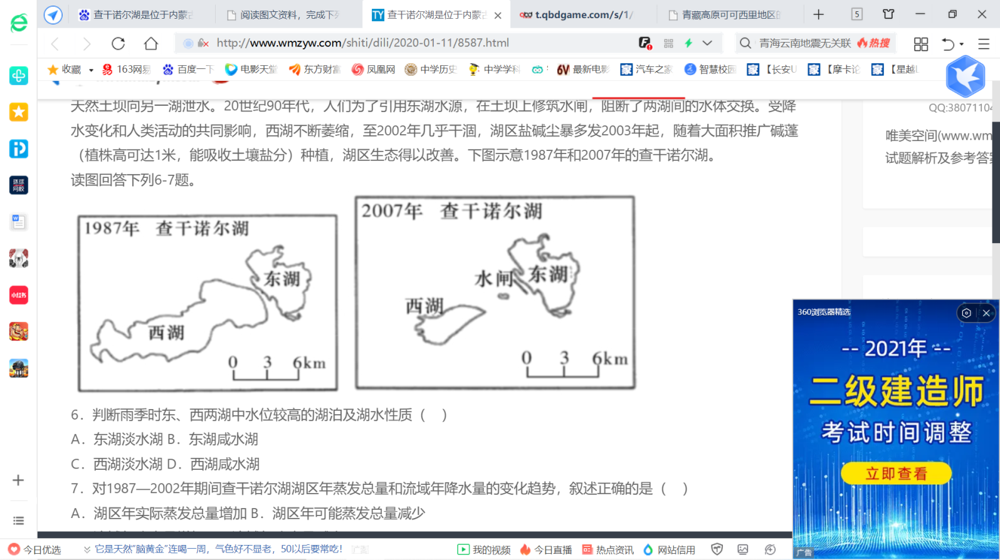 查干诺尔湖是位于内蒙古
阅读图文资料，完成下列
TY 查干诺尔湖是位于内蒙古
t.qbdgame.com/s/1/
青藏高原可可西里地区的
5
http://www.wmzyw.com/shiti/dili/2020-01-11/8587.html
青海云南地震无关联 热搜
收藏 163网易 百度一下 电影天堂 东方财富 凤凰网 中学历史 中学学科 6V 最新电影 家 汽车之家 智慧校园 家 【长安U 家 【摩卡论 家 【星越L
天然土坝向另一湖泄水。20世纪90年代，人们为了引用东湖水源，在土坝上修筑水闸，阻断了两湖间的水体交换。受降
水变化和人类活动的共同影响，西湖不断萎缩，至2002年几乎干涸，湖区盐碱尘暴多发2003年起，随着大面积推广碱蓬
（植株高可达1米，能吸收土壤盐分）种植，湖区生态得以改善。下图示意1987年和2007年的查干诺尔湖。
读图回答下列6-7题。
1987年 查干诺尔湖
东湖
西湖
0 3 6km
2007年 查干诺尔湖
水闸 东湖
西湖
0 3 6km
6．判断雨季时东、西两湖中水位较高的湖泊及湖水性质（ ）
A．东湖淡水湖 B．东湖咸水湖
C．西湖淡水湖 D．西湖咸水湖
7．对1987—2002年期间查干诺尔湖湖区年蒸发总量和流域年降水量的变化趋势，叙述正确的是（ ）
A．湖区年实际蒸发总量增加 B．湖区年可能蒸发总量减少
QQ:38071104
唯美空间(www.wm
试题解析及参考答案
360浏览器精选
-- 2021年 --
二级建造师
考试时间调整
立即查看
广告
环球
网校
小红书
今日优选
它是天然“脑黄金”连喝一周，气色好不显老，50以后要常吃！
我的视频 今日直播 热点资讯 网站信用